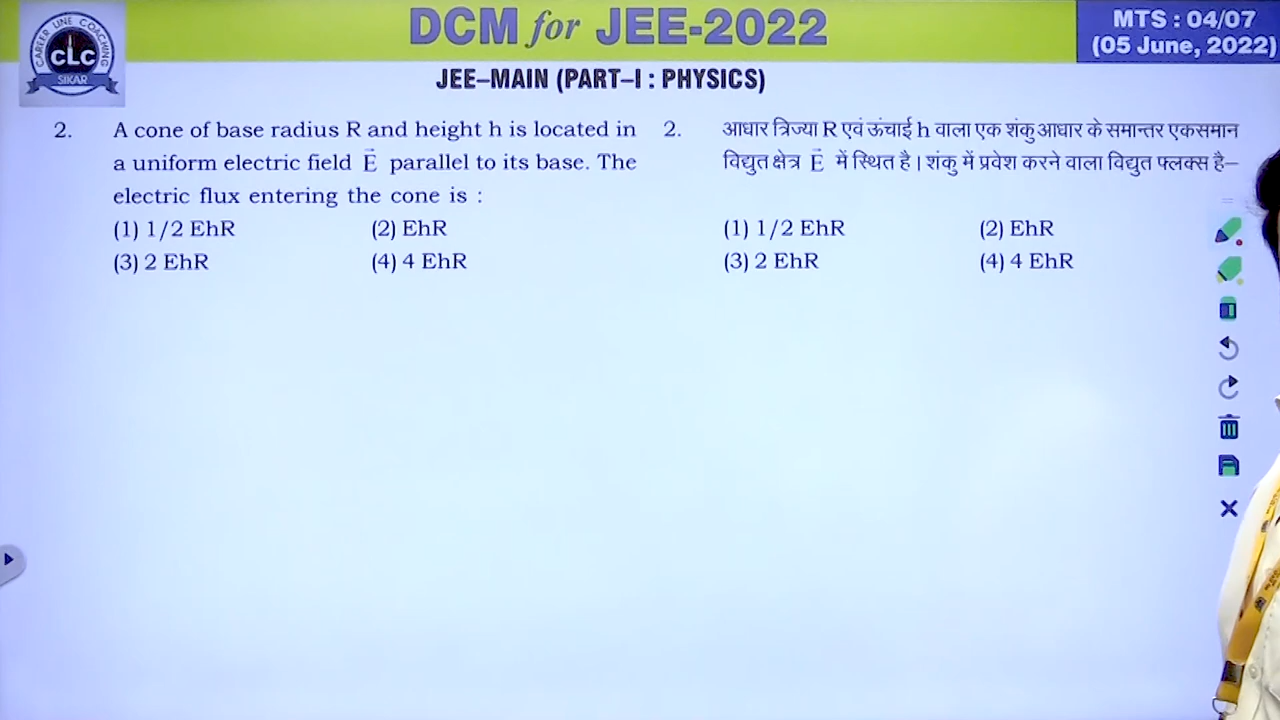 CAREER LINE COACHING
CLC
SIKAR
DCM for JEE-2022
MTS : 04/07
(05 June, 2022)
JEE–MAIN (PART–I : PHYSICS)
2. A cone of base radius R and height h is located in
a uniform electric field E⃗ parallel to its base. The
electric flux entering the cone is :
(1) 1/2 EhR (2) EhR
(3) 2 EhR (4) 4 EhR
2. आधार त्रिज्या R एवं ऊंचाई h वाला एक शंकु आधार के समान्तर एकसमान
विद्युत क्षेत्र E⃗ में स्थित है। शंकु में प्रवेश करने वाला विद्युत फ्लक्स है–
(1) 1/2 EhR (2) EhR
(3) 2 EhR (4) 4 EhR